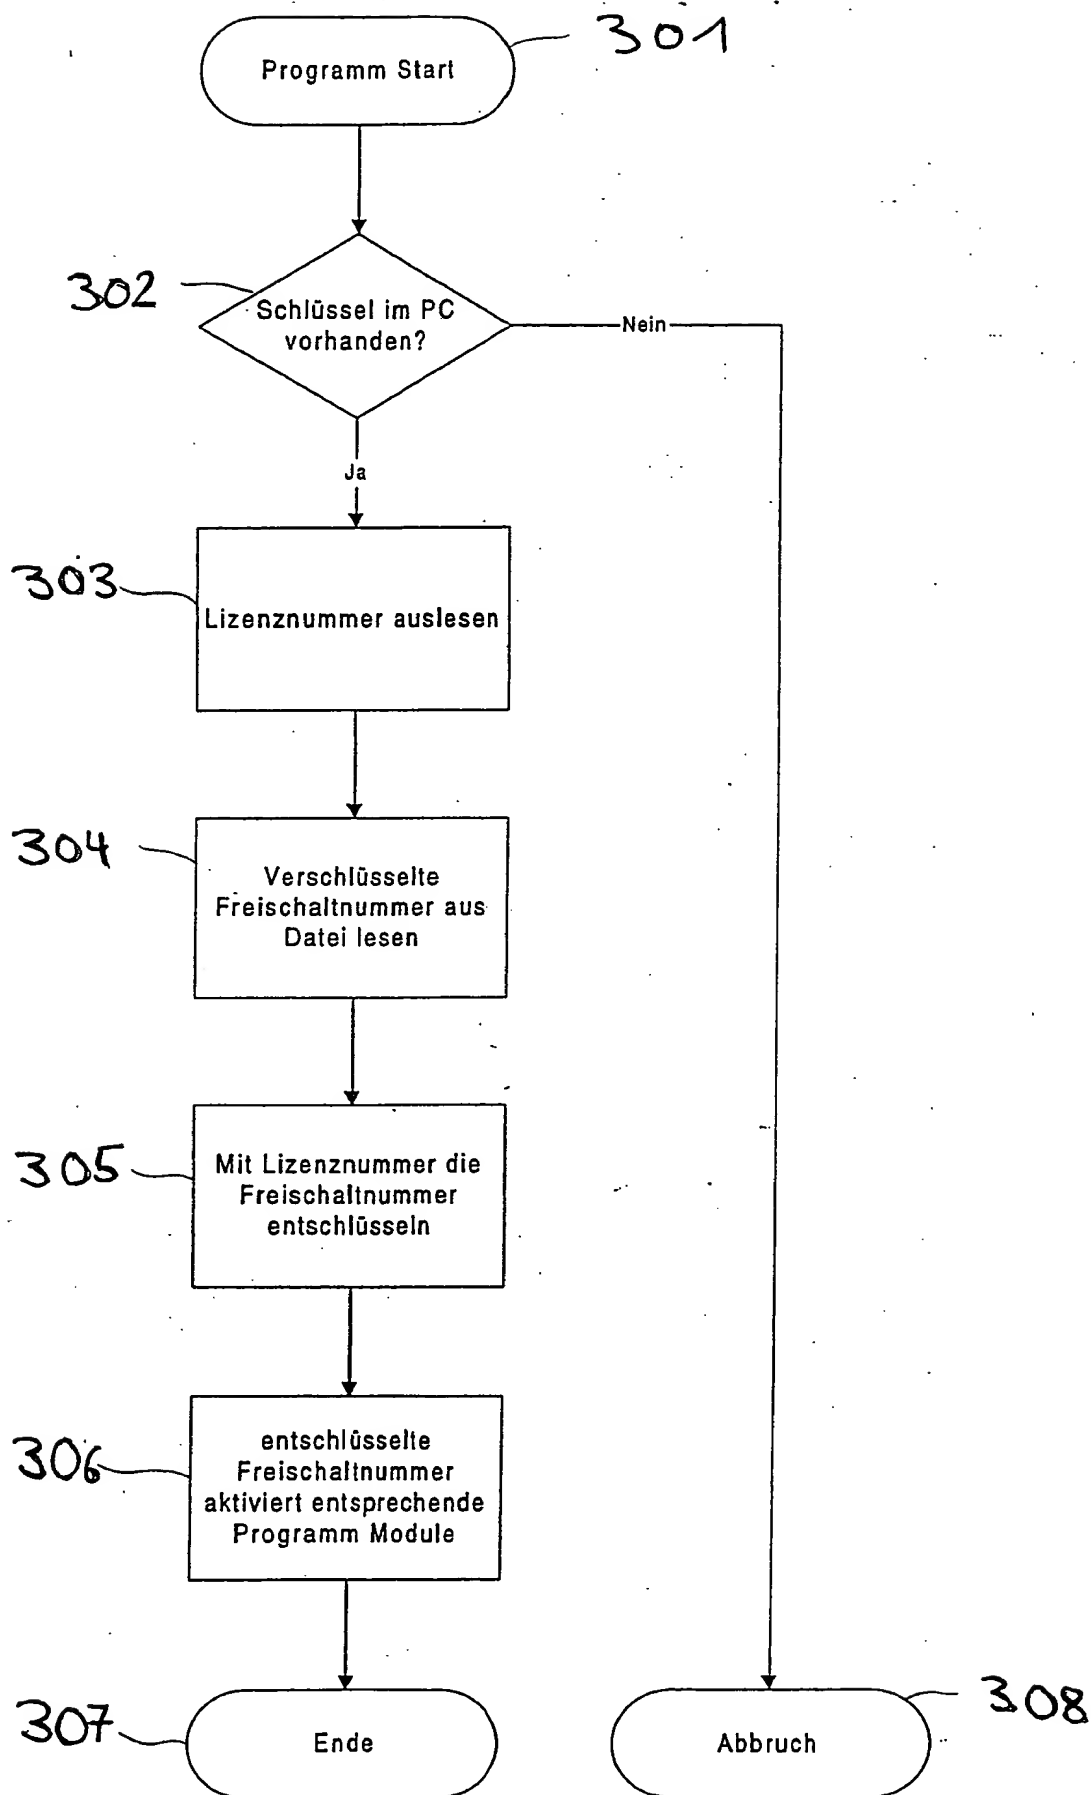 301
Programm Start
302
Schlüssel im PC
vorhanden?
Nein
Ja
303
Lizenznummer auslesen
304
Verschlüsselte
Freischaltnummer aus
Datei lesen
305
Mit Lizenznummer die
Freischaltnummer
entschlüsseln
306
entschlüsselte
Freischaltnummer
aktiviert entsprechende
Programm Module
307
Ende
308
Abbruch